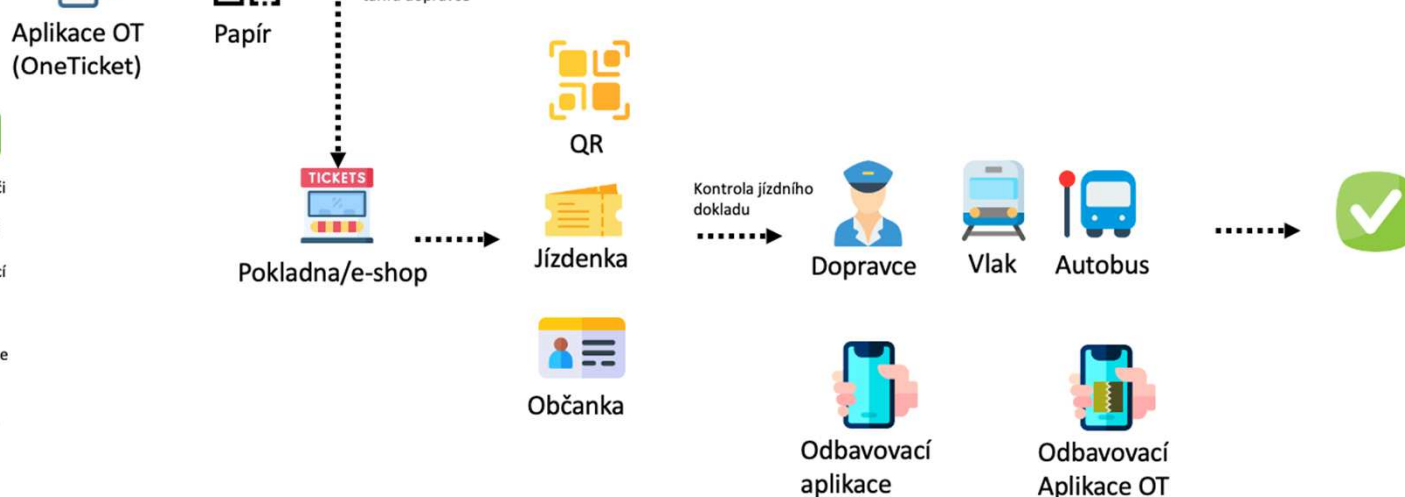 Aplikace OT
(OneTicket)
Papír
dopravce
QR
TICKETS
Pokladna/e-shop
Jízdenka
Občanka
Kontrola jízdního
dokladu
Dopravce
Vlak
Autobus
Odbavovací
aplikace
Odbavovací
Aplikace OT